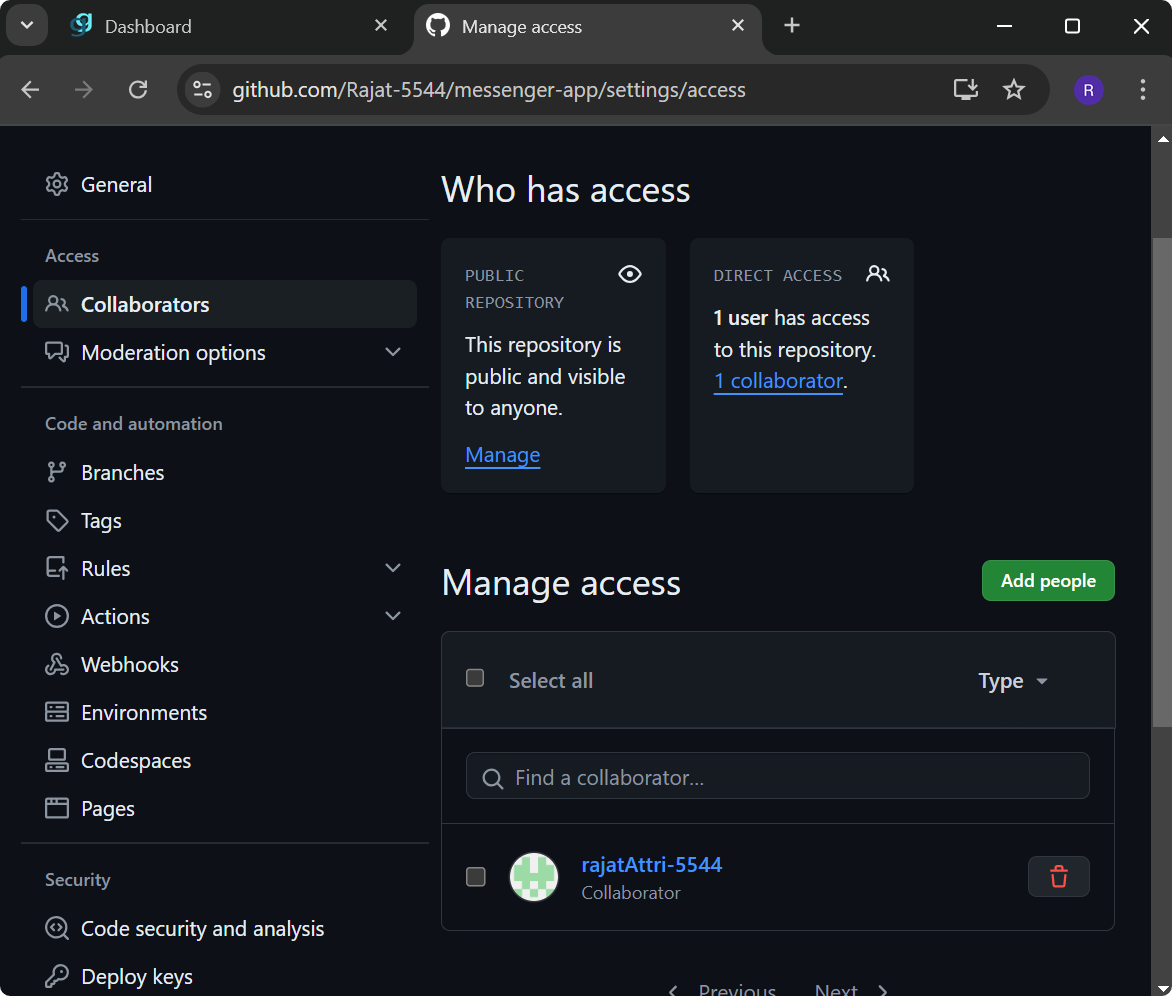 Dashboard
Manage access
github.com/Rajat-5544/messenger-app/settings/access
R
General
Access
Collaborators
Moderation options
Code and automation
Branches
Tags
Rules
Actions
Webhooks
Environments
Codespaces
Pages
Security
Code security and analysis
Deploy keys
Who has access
PUBLIC
REPOSITORY
This repository is
public and visible
to anyone.
Manage
DIRECT ACCESS
1 user has access
to this repository.
1 collaborator.
Manage access
Add people
Select all
Type
Find a collaborator...
rajatAttri-5544
Collaborator
Previous
Next